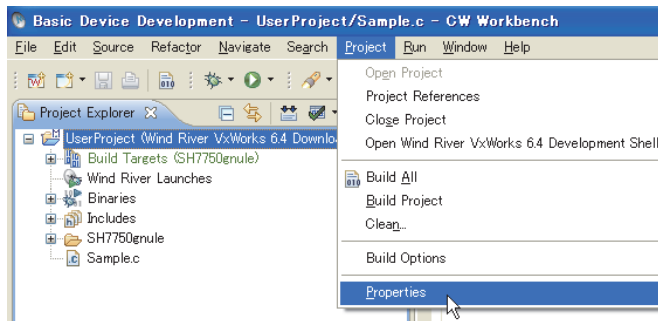 Basic Device Development - UserProject/Sample.c - CW Workbench
File Edit Source Refactor Navigate Search Project Run Window Help
Project Explorer
UserProject (Wind River VxWorks 6.4 Downlo
Build Targets (SH7750gnule)
Wind River Launches
Binaries
Includes
SH7750gnule
Sample.c
Open Project
Project References
Close Project
Open Wind River VxWorks 6.4 Development Shell
Build All
Build Project
Clean...
Build Options
Properties